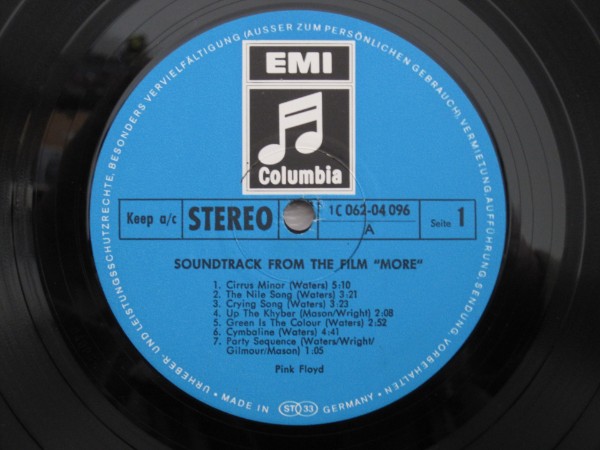 URHEBER- UND LEISTUNGSSCHUTZRECHTE, BESONDERS VERVIELFÄLTIGUNG (AUSSER ZUM PERSÖNLICHEN GEBRAUCH), VERMIETUNG, AUFFÜHRUNG, SENDUNG VORBEHALTEN
EMI
Columbia
Keep a/c
STEREO
1C 062-04 096
A
Seite 1
SOUNDTRACK FROM THE FILM "MORE"
1. Cirrus Minor (Waters) 5:10
2. The Nile Song (Waters) 3:21
3. Crying Song (Waters) 3:23
4. Up The Khyber (Mason/Wright) 2:08
5. Green Is The Colour (Waters) 2:52
6. Cymbaline (Waters) 4:41
7. Party Sequence (Waters/Wright/
Gilmour/Mason) 1:05
Pink Floyd
• MADE IN ST 33 GERMANY •